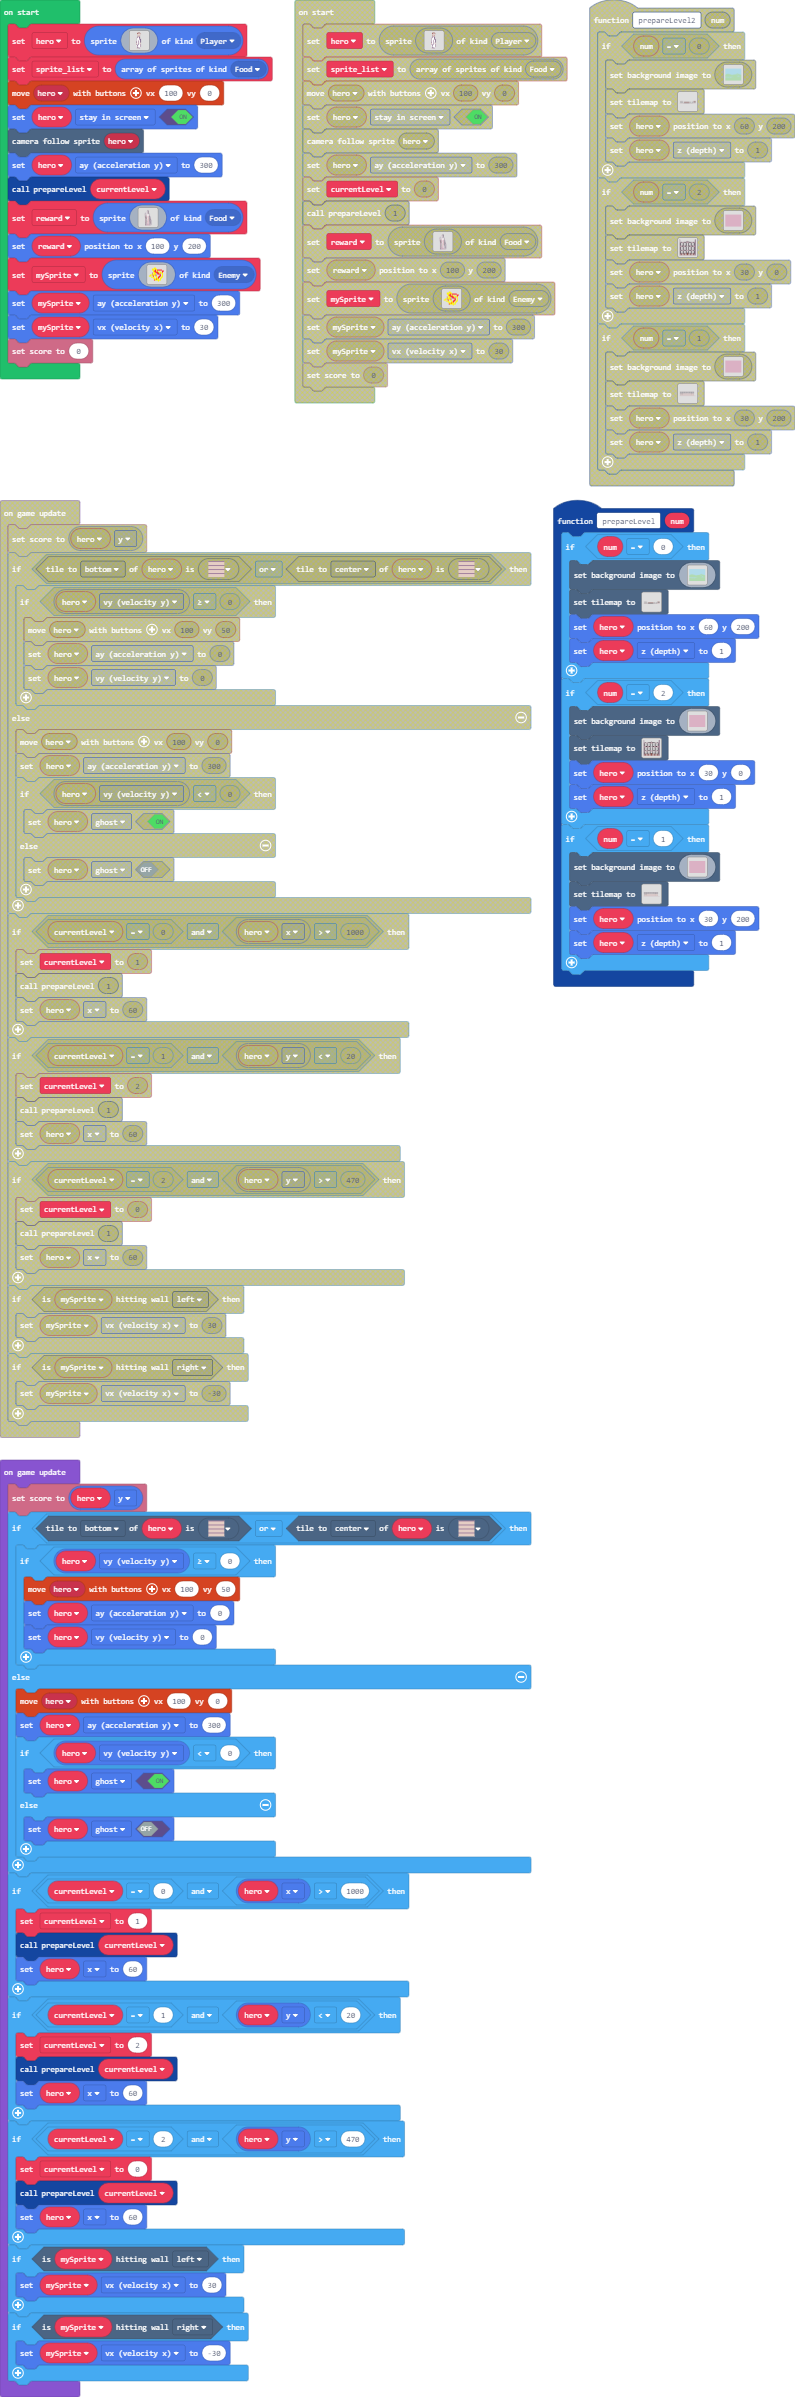 on start
set hero to sprite of kind Player
set sprite_list to array of sprites of kind Food
move hero with buttons vx 100 vy 0
set hero stay in screen ON
camera follow sprite hero
set hero ay (acceleration y) to 300
call prepareLevel currentLevel
set reward to sprite of kind Food
set reward position to x 100 y 200
set mySprite to sprite of kind Enemy
set mySprite ay (acceleration y) to 300
set mySprite vx (velocity x) to 30
set score to 0
on start
set hero to sprite of kind Player
set sprite_list to array of sprites of kind Food
move hero with buttons vx 100 vy 0
set hero stay in screen ON
camera follow sprite hero
set hero ay (acceleration y) to 300
set currentLevel to 0
call prepareLevel 1
set reward to sprite of kind Food
set reward position to x 100 y 200
set mySprite to sprite of kind Enemy
set mySprite ay (acceleration y) to 300
set mySprite vx (velocity x) to 30
set score to 0
function prepareLevel2 num
if num = 0 then
set background image to
set tilemap to
set hero position to x 60 y 200
set hero z (depth) to 1
if num = 2 then
set background image to
set tilemap to
set hero position to x 30 y 0
set hero z (depth) to 1
if num = 1 then
set background image to
set tilemap to
set hero position to x 30 y 200
set hero z (depth) to 1
on game update
set score to hero y
if tile to bottom of hero is or tile to center of hero is then
if hero vy (velocity y) ≥ 0 then
move hero with buttons vx 100 vy 50
set hero ay (acceleration y) to 0
set hero vy (velocity y) to 0
else
move hero with buttons vx 100 vy 0
set hero ay (acceleration y) to 300
if hero vy (velocity y) < 0 then
set hero ghost ON
else
set hero ghost OFF
if currentLevel = 0 and hero x > 1000 then
set currentLevel to 1
call prepareLevel 1
set hero x to 60
if currentLevel = 1 and hero y < 20 then
set currentLevel to 2
call prepareLevel 1
set hero x to 60
if currentLevel = 2 and hero y > 470 then
set currentLevel to 0
call prepareLevel 1
set hero x to 60
if is mySprite hitting wall left then
set mySprite vx (velocity x) to 30
if is mySprite hitting wall right then
set mySprite vx (velocity x) to -30
function prepareLevel num
if num = 0 then
set background image to
set tilemap to
set hero position to x 60 y 200
set hero z (depth) to 1
if num = 2 then
set background image to
set tilemap to
set hero position to x 30 y 0
set hero z (depth) to 1
if num = 1 then
set background image to
set tilemap to
set hero position to x 30 y 200
set hero z (depth) to 1
on game update
set score to hero y
if tile to bottom of hero is or tile to center of hero is then
if hero vy (velocity y) ≥ 0 then
move hero with buttons vx 100 vy 50
set hero ay (acceleration y) to 0
set hero vy (velocity y) to 0
else
move hero with buttons vx 100 vy 0
set hero ay (acceleration y) to 300
if hero vy (velocity y) < 0 then
set hero ghost ON
else
set hero ghost OFF
if currentLevel = 0 and hero x > 1000 then
set currentLevel to 1
call prepareLevel currentLevel
set hero x to 60
if currentLevel = 1 and hero y < 20 then
set currentLevel to 2
call prepareLevel currentLevel
set hero x to 60
if currentLevel = 2 and hero y > 470 then
set currentLevel to 0
call prepareLevel currentLevel
set hero x to 60
if is mySprite hitting wall left then
set mySprite vx (velocity x) to 30
if is mySprite hitting wall right then
set mySprite vx (velocity x) to -30